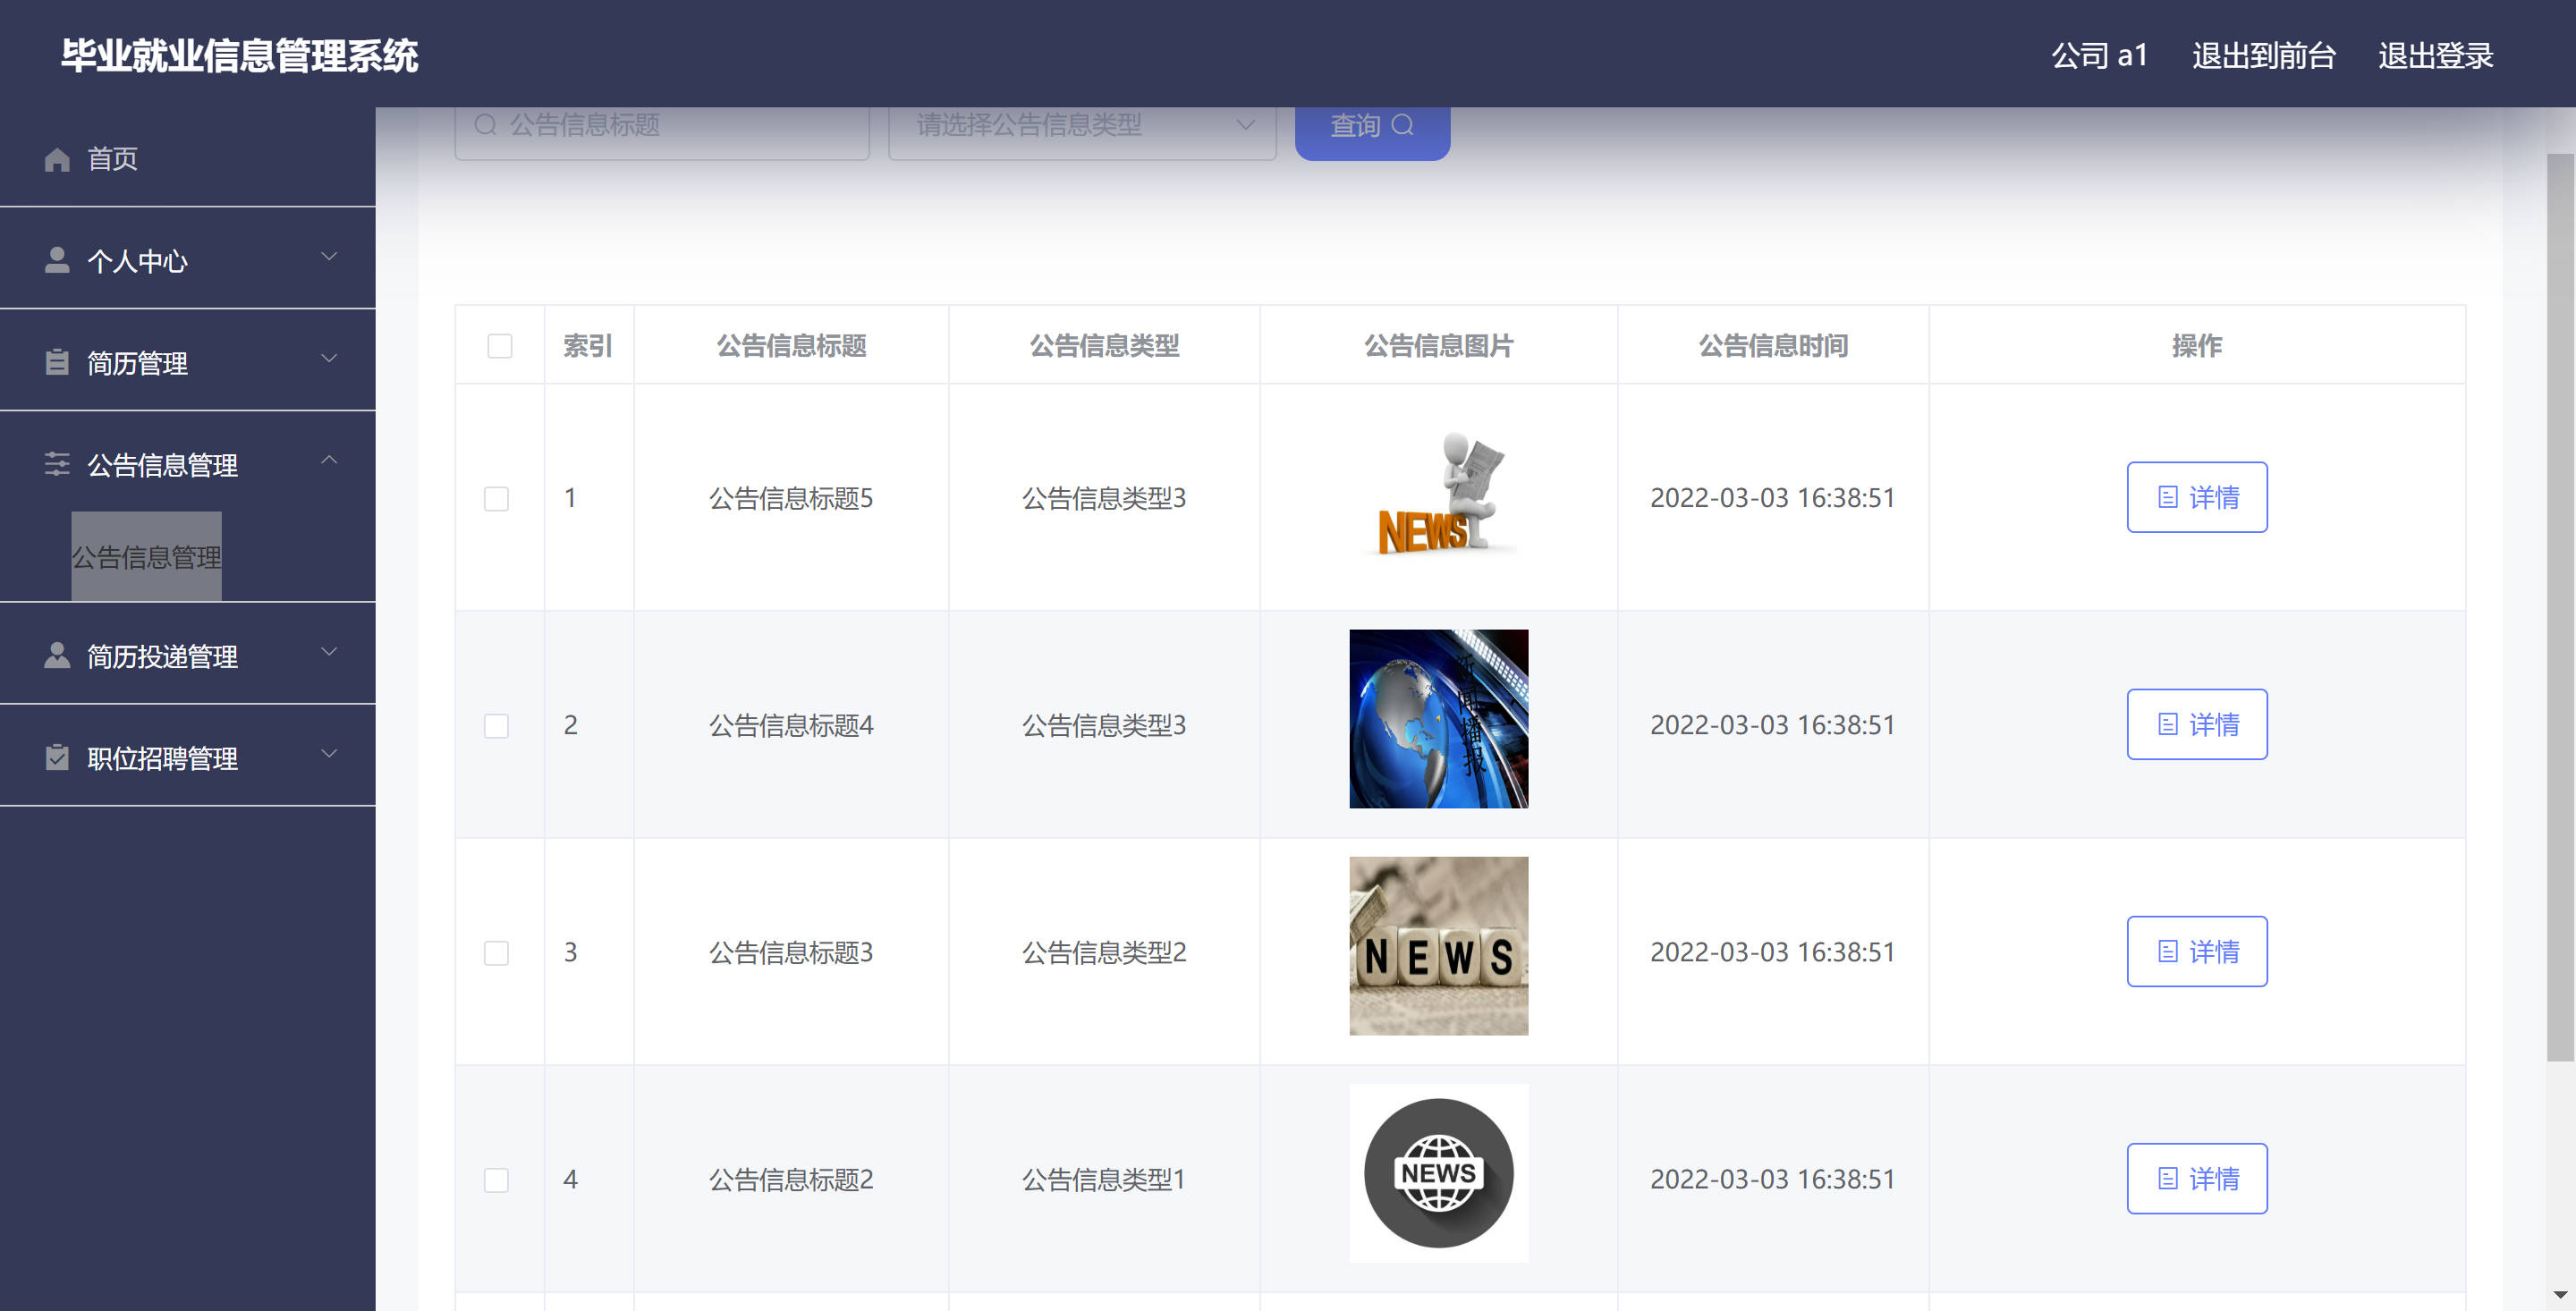 毕业就业信息管理系统
公司 a1 退出到前台 退出登录
首页
个人中心
简历管理
公告信息管理
公告信息管理
简历投递管理
职位招聘管理
公告信息标题 请选择公告信息类型 查询
索引 公告信息标题 公告信息类型 公告信息图片 公告信息时间 操作
1 公告信息标题5 公告信息类型3 NEWS 2022-03-03 16:38:51 详情
2 公告信息标题4 公告信息类型3 新闻播报 2022-03-03 16:38:51 详情
3 公告信息标题3 公告信息类型2 NEWS 2022-03-03 16:38:51 详情
4 公告信息标题2 公告信息类型1 NEWS 2022-03-03 16:38:51 详情